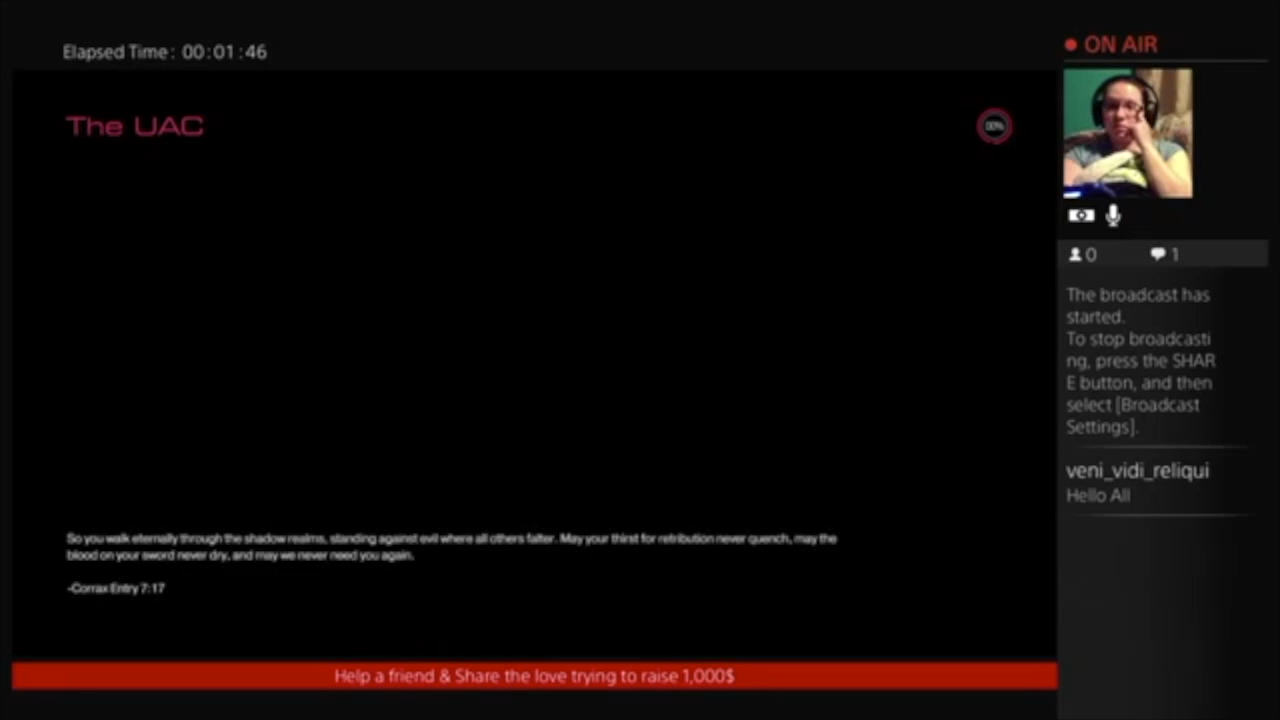 Elapsed Time: 00:01:46
ON AIR
The UAC
00%
0
1
The broadcast has
started.
To stop broadcasti
ng, press the SHAR
E button, and then
select [Broadcast
Settings].
veni_vidi_reliqui
Hello All
So you walk eternally through the shadow realms, standing against evil where all others falter. May your thirst for retribution never quench, may the
blood on your sword never dry, and may we never need you again.
-Corrax Entry 7:17
Help a friend & Share the love trying to raise 1,000$